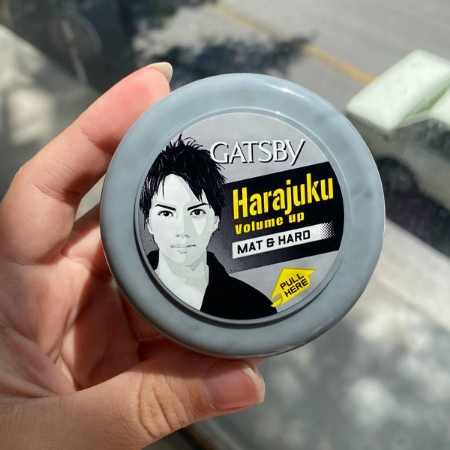 GATSBY
Harajuku
Volume up
MAT & HARD
PULL
HERE